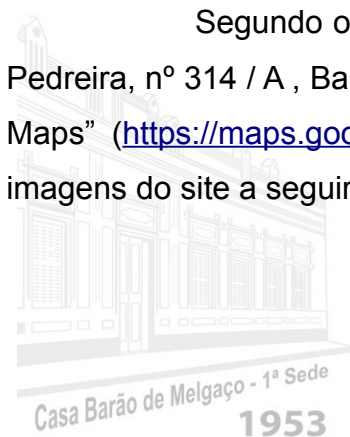 Segundo o
Pedreira, nº 314 / A , Ba
Maps” (https://maps.goo
imagens do site a seguir
Casa Barão de Melgaço - 1ª Sede
1953